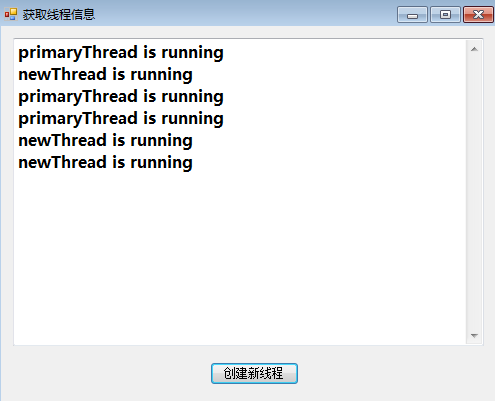 获取线程信息
primaryThread is running
newThread is running
primaryThread is running
primaryThread is running
newThread is running
newThread is running
创建新线程